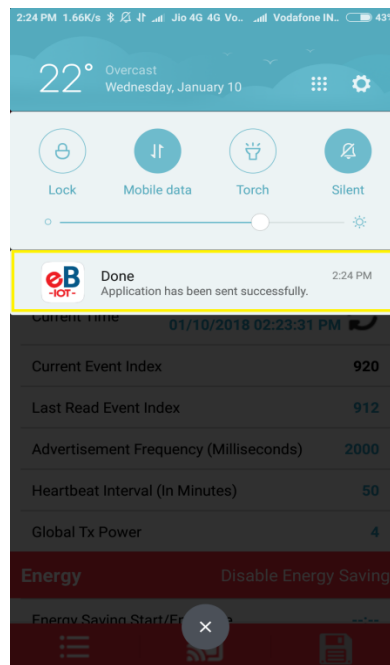 2:24 PM 1.66K/s Jio 4G 4G Vo.. Vodafone IN.. 43%
22° Overcast
Wednesday, January 10
Lock Mobile data Torch Silent
eB
-IOT-
Done 2:24 PM
Application has been sent successfully.
Current Time 01/10/2018 02:23:31 PM
Current Event Index 920
Last Read Event Index 912
Advertisement Frequency (Milliseconds) 2000
Heartbeat Interval (In Minutes) 50
Global Tx Power 4
Energy Disable Energy Saving
Energy Saving --:--